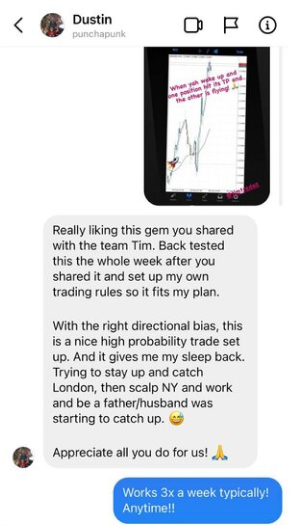 Dustin
punchapunk
When yah wake up and
one position hit its TP and
the other is flying! 🙏
Really liking this gem you shared
with the team Tim. Back tested
this the whole week after you
shared it and set up my own
trading rules so it fits my plan.
With the right directional bias, this
is a nice high probability trade set
up. And it gives me my sleep back.
Trying to stay up and catch
London, then scalp NY and work
and be a father/husband was
starting to catch up. 😅
Appreciate all you do for us! 🙏
Works 3x a week typically!
Anytime!!